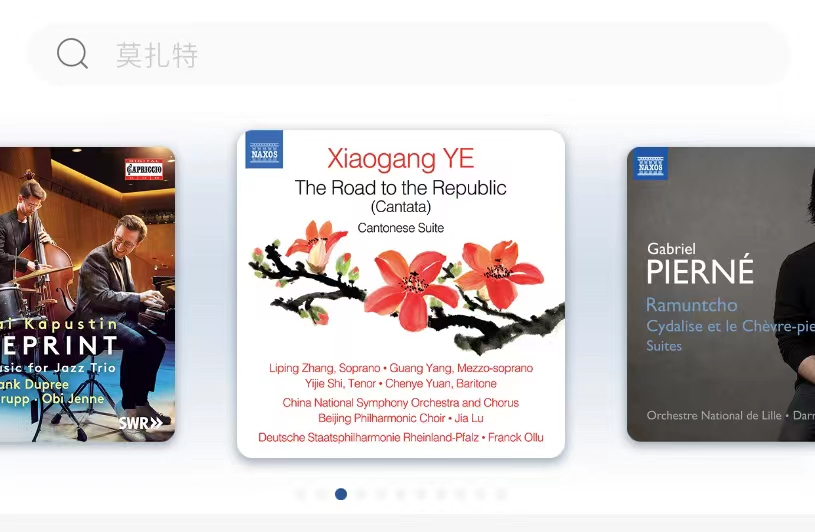 莫扎特
DIGITAL
CAPRICCIO
NAXOS
Xiaogang YE
The Road to the Republic
(Cantata)
Cantonese Suite
Liping Zhang, Soprano • Guang Yang, Mezzo-soprano
Yijie Shi, Tenor • Chenye Yuan, Baritone
China National Symphony Orchestra and Chorus
Beijing Philharmonic Choir • Jia Lu
Deutsche Staatsphilharmonie Rheinland-Pfalz • Franck Ollu
Kapustin
EPRINT
for Jazz Trio
Dupree
rupp · Obi Jenne
SWR»
NAXOS
Gabriel
PIERNÉ
Ramuntcho
Cydalise et le Chèvre-pie
Suites
Orchestre National de Lille • Dar